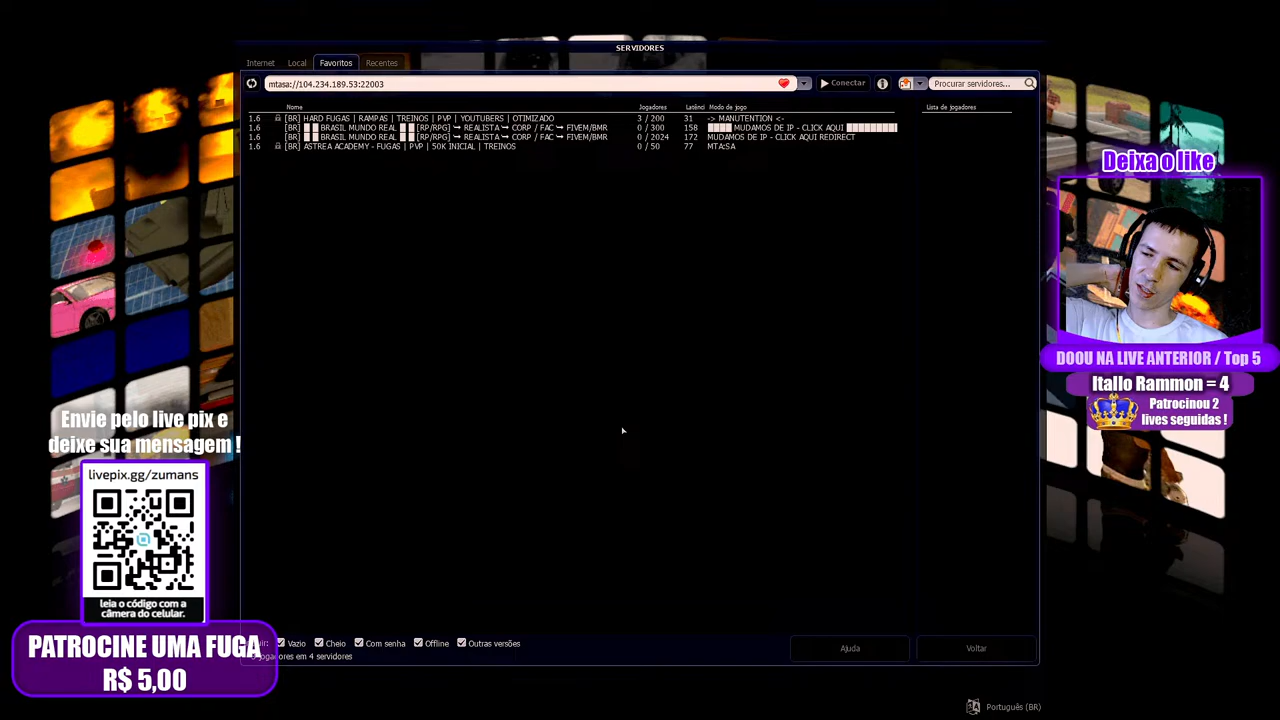 SERVIDORES
Internet Local Favoritos Recentes
mtasa://104.234.189.53:22003
Conectar
Procurar servidores...
Nome Jogadores Latênci Modo de jogo Lista de jogadores
1.6 [BR] HARD FUGAS | RAMPAS | TREINOS | PVP | YOUTUBERS | OTIMIZADO 3 / 200 31 -> MANUTENTION <-
1.6 [BR] ██ BRASIL MUNDO REAL ██ [RP/RPG] ↪ REALISTA ↪ CORP / FAC ↪ FIVEM/BMR 0 / 300 158 ████ MUDAMOS DE IP - CLICK AQUI ██████████
1.6 [BR] ██ BRASIL MUNDO REAL ██ [RP/RPG] ↪ REALISTA ↪ CORP / FAC ↪ FIVEM/BMR 0 / 2024 172 MUDAMOS DE IP - CLICK AQUI REDIRECT
1.6 [BR] ASTREA ACADEMY - FUGAS | PVP | 50K INICIAL | TREINOS 0 / 50 77 MTA:SA
Deixa o like
DOOU NA LIVE ANTERIOR / Top 5
Itallo Rammon = 4
Patrocinou 2
lives seguidas !
Envie pelo live pix e
deixe sua mensagem !
livepix.gg/zumans
leia o código com a
câmera do celular.
PATROCINE UMA FUGA
R$ 5,00
Vazio Cheio Com senha Offline Outras versões
em 4 servidores
Ajuda
Voltar
Português (BR)